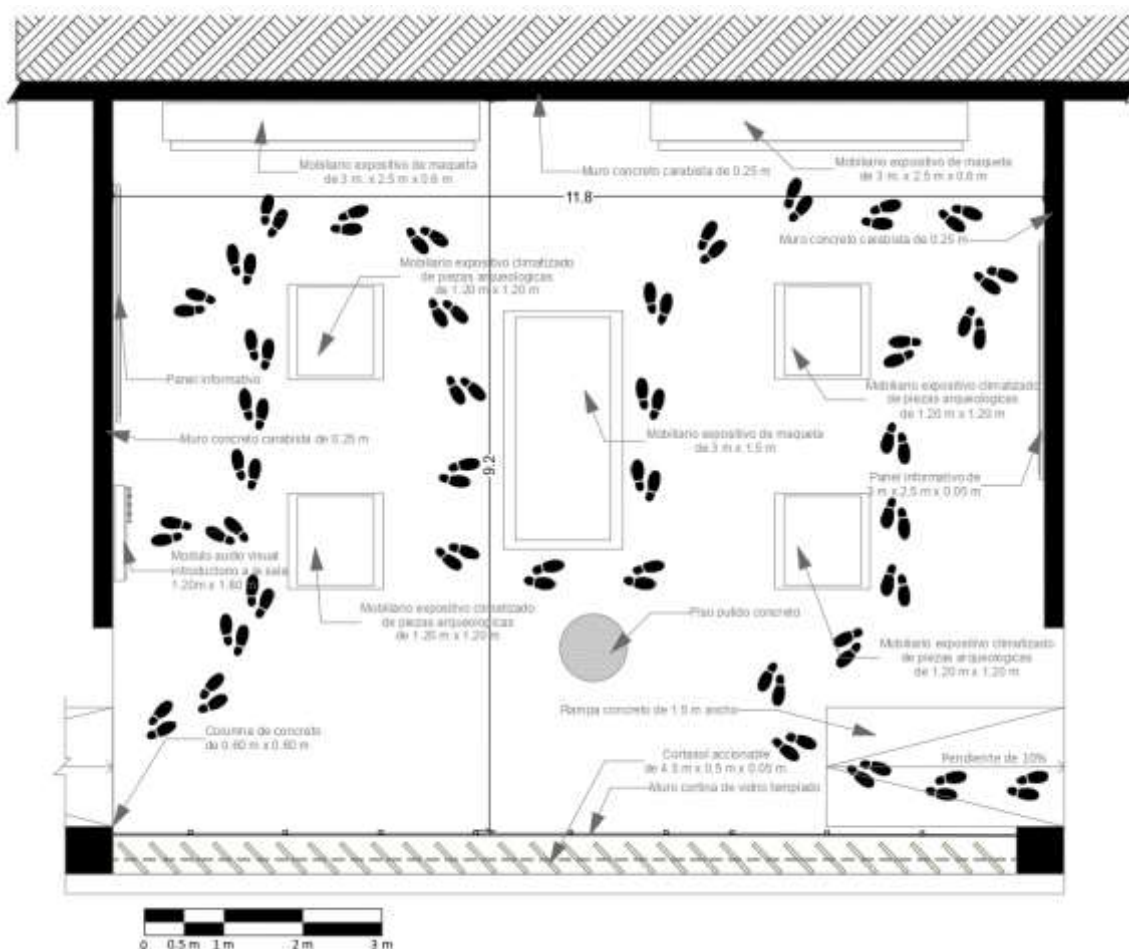 Mobiliario expositivo de maqueta
de 3 m. x 2.5 m x 0.6 m
Muro concreto caravista de 0.25 m
Mobiliario expositivo de maqueta
de 3 m. x 2.5 m x 0.6 m
11.8
Muro concreto carabista de 0.25 m
Mobiliario expositivo climatizado
de piezas arqueologicas
de 1.20 m x 1.20 m
Panel informativo
Mobiliario expositivo climatizado
de piezas arqueologicas
de 1.20 m x 1.20 m
Muro concreto carabista de 0.25 m
Mobiliario expositivo de maqueta
de 3 m x 1.5 m
9.2
Panel informativo de
3 m x 2.5 m x 0.05 m
Modulo audio visual
introductorio a la sala
1.20m x 1.60 m
Mobiliario expositivo climatizado
de piezas arqueologicas
de 1.20 m x 1.20 m
Piso pulido concreto
Mobiliario expositivo climatizado
de piezas arqueologicas
de 1.20 m x 1.20 m
Rampa concreto de 1.5 m ancho
Columna de concreto
de 0.60 m x 0.60 m
Cortasol accionable
de 4.5 m x 0.5 m x 0.05 m
Pendiente de 10%
Muro cortina de vidrio templado
0 0.5 m 1 m 2 m 3 m